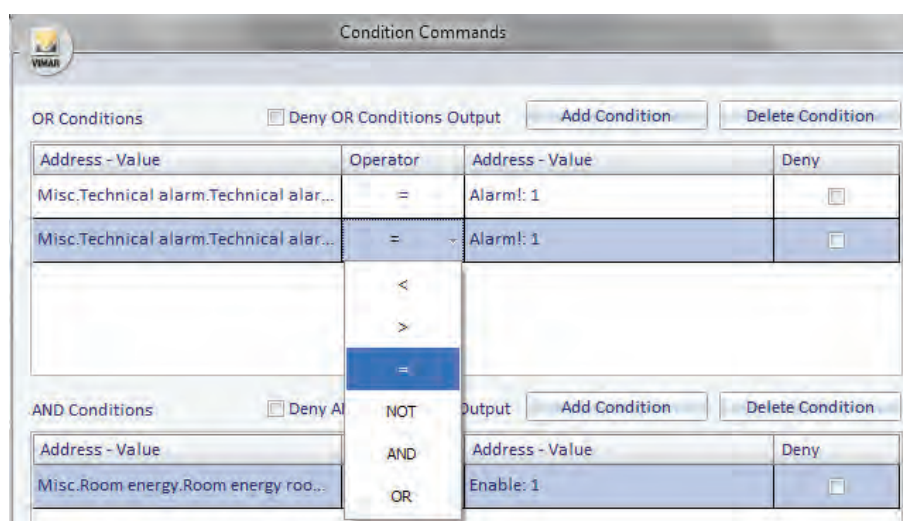 Condition Commands
VIMAR
OR Conditions Deny OR Conditions Output Add Condition Delete Condition
Address - Value Operator Address - Value Deny
Misc.Technical alarm.Technical alar... = Alarm!: 1
Misc.Technical alarm.Technical alar... = Alarm!: 1
<
>
=
AND Conditions Deny NOT Output Add Condition Delete Condition
Address - Value AND Address - Value Deny
Misc.Room energy.Room energy roo... Enable: 1
OR